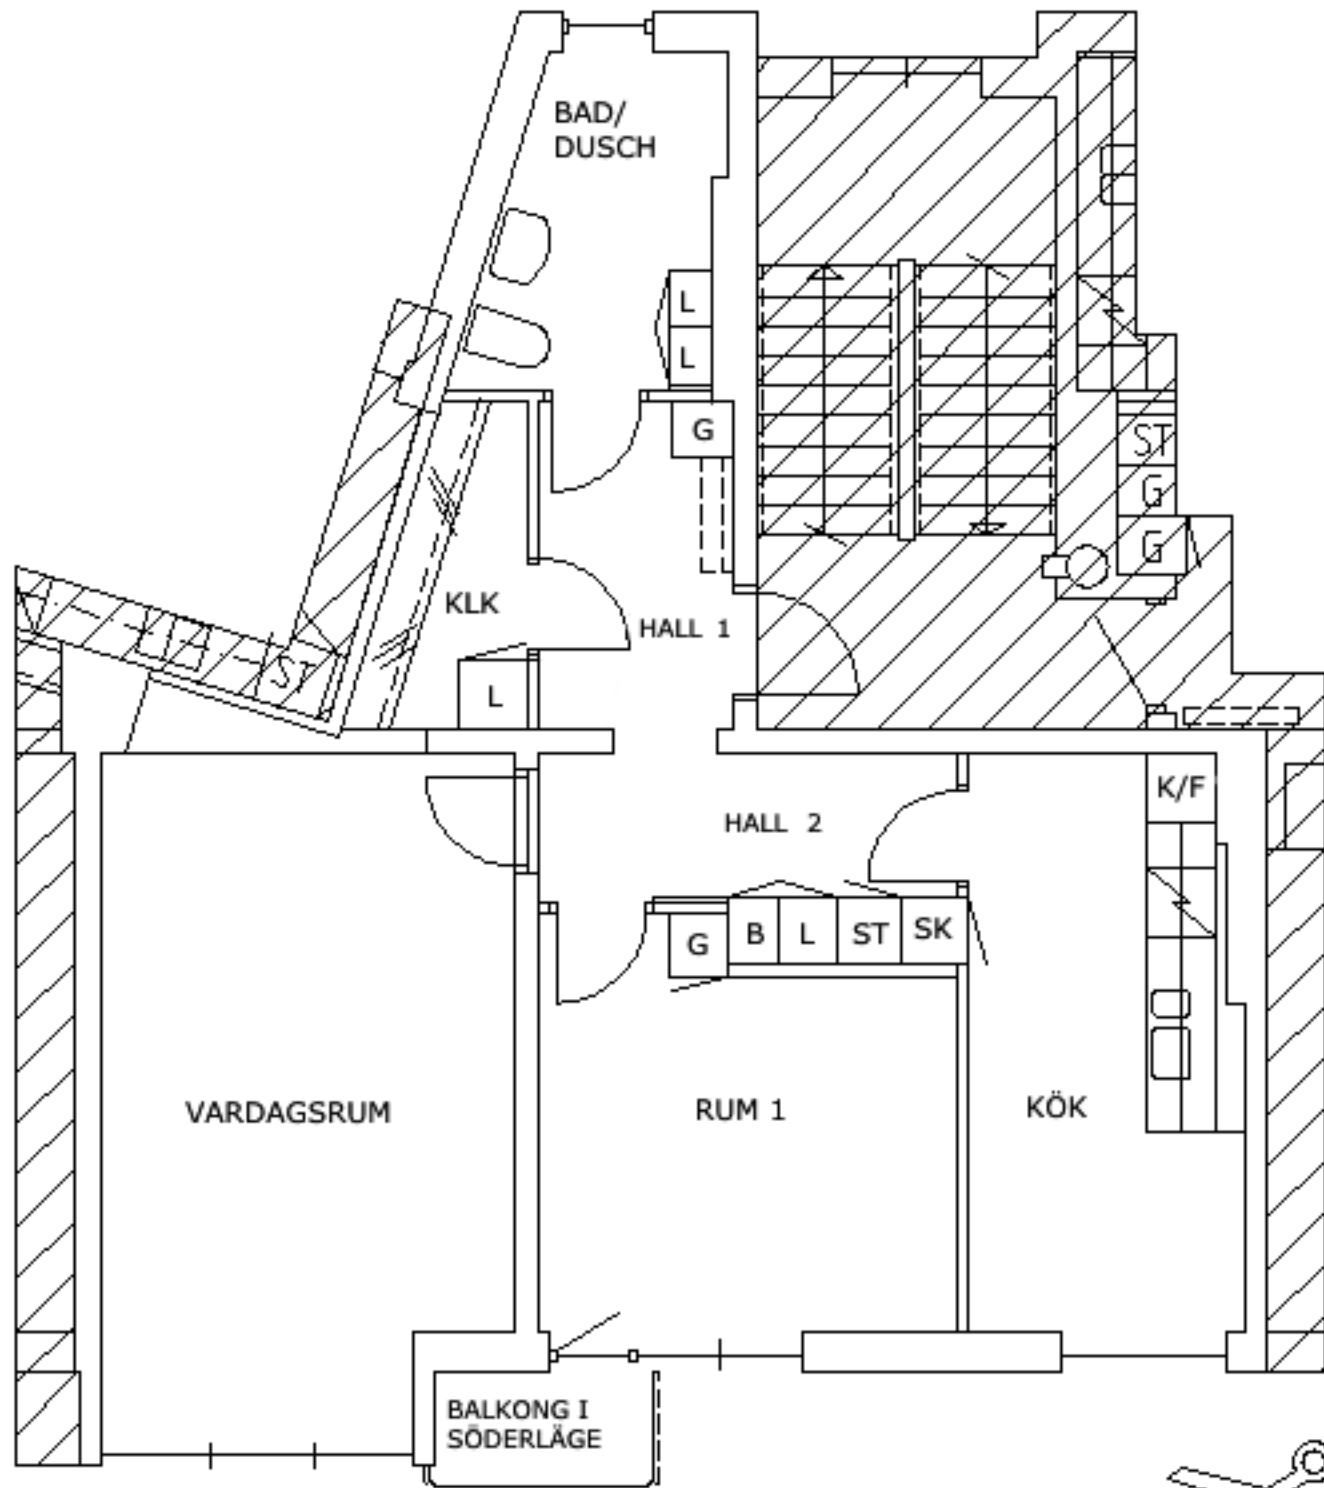 BAD/
DUSCH
L
L
G
ST
G
G
KLK
HALL 1
L
ST
K/F
HALL 2
G
B
L
ST
SK
VARDAGSRUM
RUM 1
KÖK
BALKONG I
SÖDERLÄGE